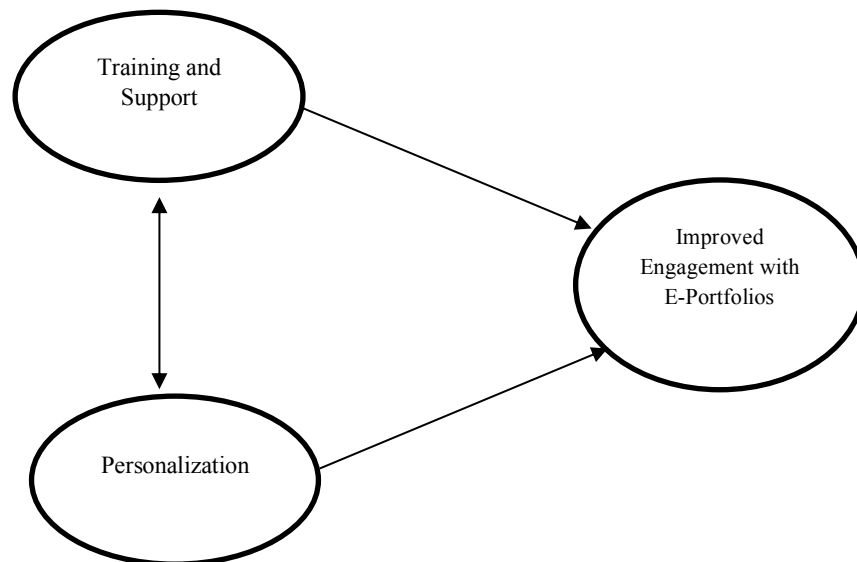 Training and
Support
Improved
Engagement with
E-Portfolios
Personalization